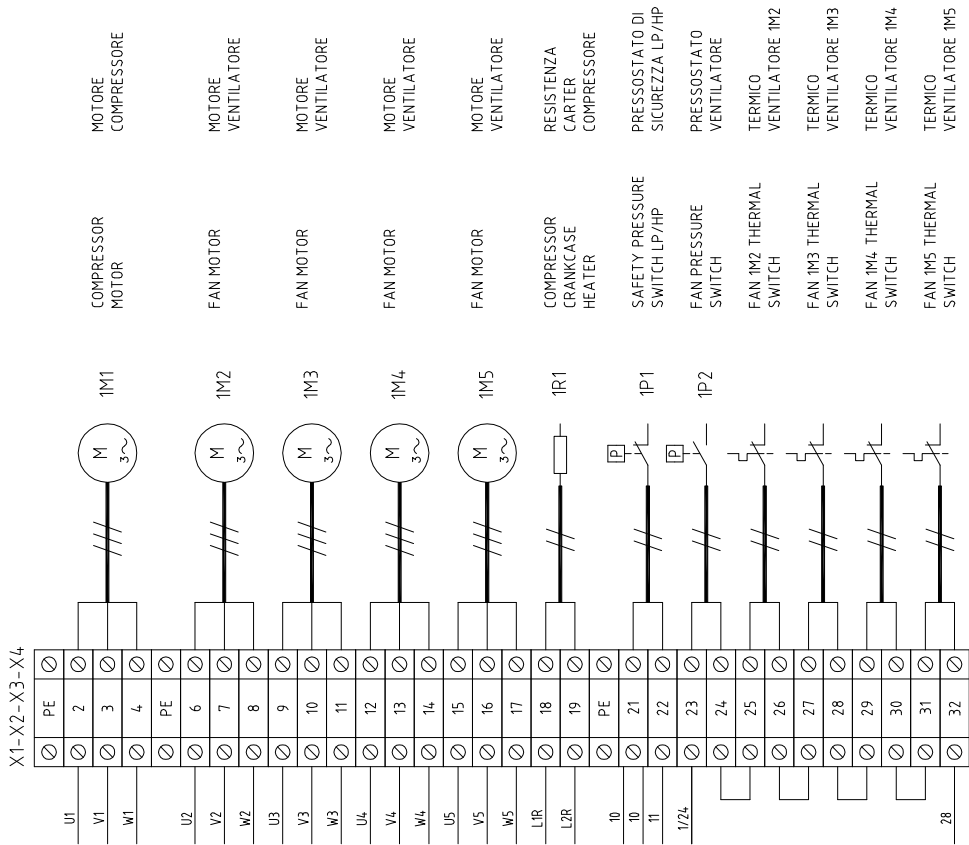 MOTORE
COMPRESSORE
MOTORE
VENTILATORE
MOTORE
VENTILATORE
MOTORE
VENTILATORE
MOTORE
VENTILATORE
RESISTENZA
CARTER
COMPRESSORE
PRESSOSTATO DI
SICUREZZA LP/HP
PRESSOSTATO
VENTILATORE
TERMICO
VENTILATORE 1M2
TERMICO
VENTILATORE 1M3
TERMICO
VENTILATORE 1M4
TERMICO
VENTILATORE 1M5
COMPRESSOR
MOTOR
FAN MOTOR
FAN MOTOR
FAN MOTOR
FAN MOTOR
COMPRESSOR
CRANKCASE
HEATER
SAFETY PRESSURE
SWITCH LP/HP
FAN PRESSURE
SWITCH
FAN 1M2 THERMAL
SWITCH
FAN 1M3 THERMAL
SWITCH
FAN 1M4 THERMAL
SWITCH
FAN 1M5 THERMAL
SWITCH
1M1
1M2
1M3
1M4
1M5
1R1
1P1
1P2
M
3~
M
3~
M
3~
M
3~
M
3~
P
P
X1-X2-X3-X4
PE
2
3
4
PE
6
7
8
9
10
11
12
13
14
15
16
17
18
19
PE
21
22
23
24
25
26
27
28
29
30
31
32
U1
V1
W1
U2
V2
W2
U3
V3
W3
U4
V4
W4
U5
V5
W5
L1R
L2R
10
10
11
1/24
28